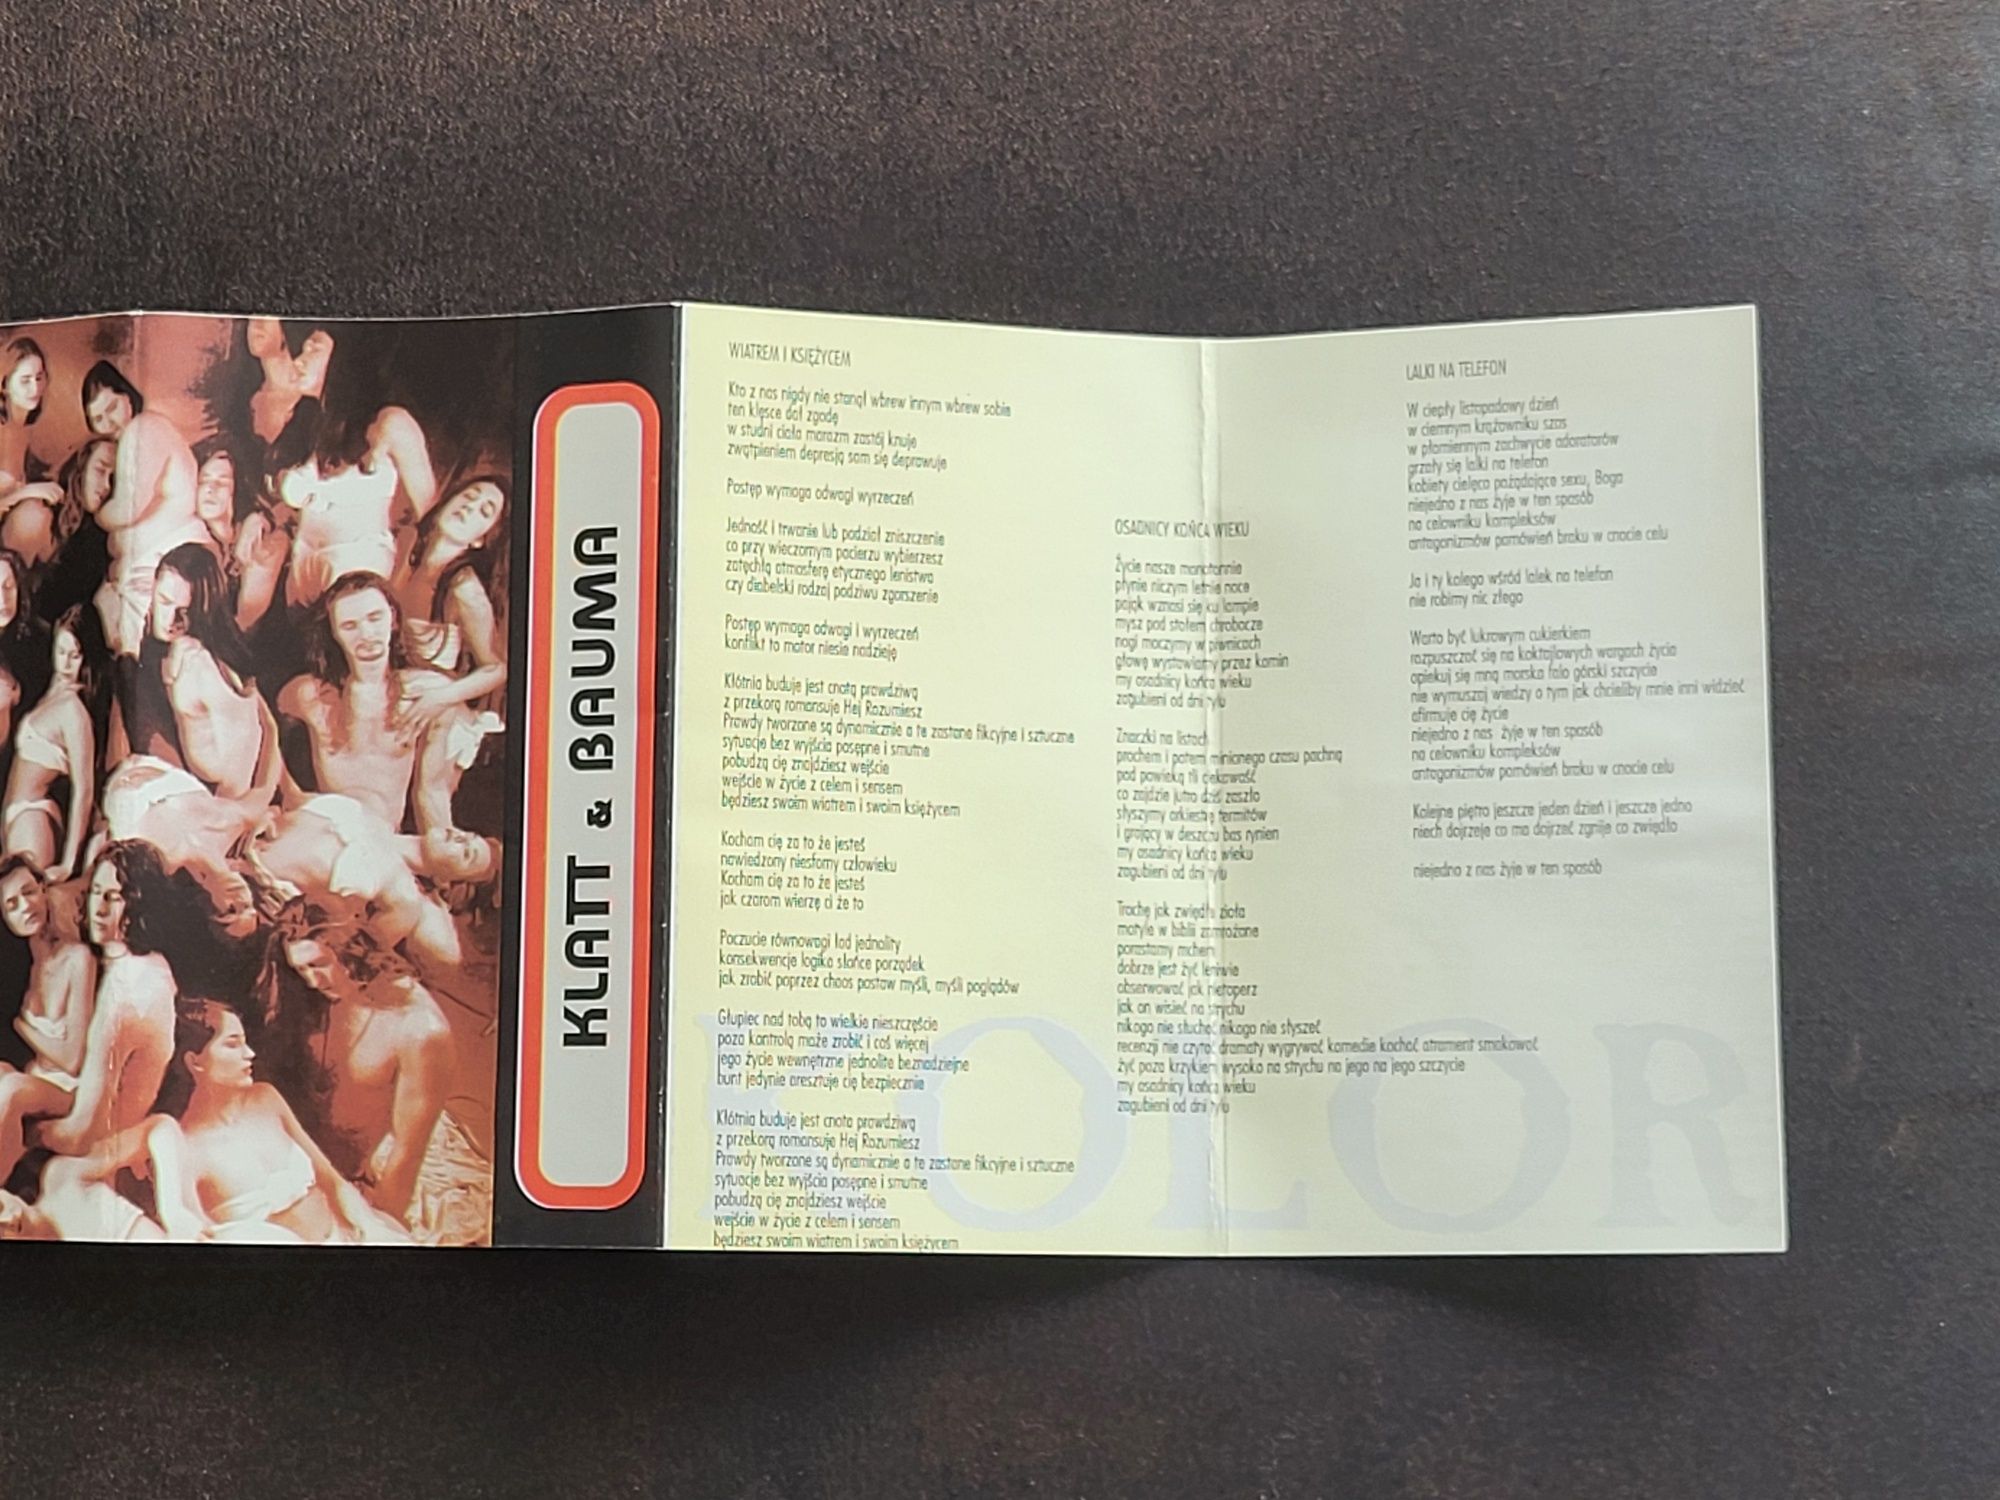 KLATT & BAUMA
WIATREM I KSIĘŻYCEM
Kto z nas nigdy nie stanął wbrew innym wbrew sobie
ten klęsce dał zgodę
w studni ciała marazm zastój knuje
zwątpieniem depresją sam się deprawuje
Postęp wymaga odwagi wyrzeczeń
Jedność i trwanie lub podział zniszczenie
co przy wieczornym pacierzu wybierzesz
zatęchłą atmosferę etycznego lenistwa
czy diabelski rodzaj podziwu zgorszenie
Postęp wymaga odwagi i wyrzeczeń
konflikt to motor niesie nadzieję
Kłótnia buduje jest cnotą prawdziwą
z przekorą romansuje Hej Rozumiesz
Prawdy tworzone są dynamicznie a te zastane fikcyjne i sztuczne
sytuacje bez wyjścia posępne i smutne
pobudzą cię znajdziesz wejście
wejście w życie z celem i sensem
będziesz swoim wiatrem i swoim księżycem
Kocham cię za to że jesteś
nawiedzony niesforny człowieku
Kocham cię za to że jesteś
jak czarom wierzę ci że to
Poczucie równowagi ład jednolity
konsekwencje logika słońce porządek
jak zrobić poprzez chaos postaw myśli, myśli poglądów
Głupiec nad tobą to wielkie nieszczęście
poza kontrolą może zrobić i coś więcej
jego życie wewnętrzne jednolite beznadziejne
bunt jedynie aresztuje cię bezpiecznie
Kłótnia buduje jest cnota prawdziwą
z przekorą romansuje Hej Rozumiesz
Prawdy tworzone są dynamicznie a te zastane fikcyjne i sztuczne
sytuacje bez wyjścia posępne i smutne
pobudzą cię znajdziesz wejście
wejście w życie z celem i sensem
będziesz swoim wiatrem i swoim księżycem
OSADNICY KOŃCA WIEKU
Życie nasze monotonnie
płynie niczym letnie noce
pająk wznosi się ku lampie
mysz pod stołem chrobocze
nogi moczymy w piwnicach
głowę wystawiamy przez komin
my osadnicy końca wieku
zagubieni od dni tylu
Znaczki na listach
prochem i potem minionego czasu pachną
pod powieką tli ciekawość
co zajdzie jutro dziś zaszło
słyszymy orkiestrę termitów
i grający w deszczu bas rynien
my osadnicy końca wieku
zagubieni od dni tylu
Trochę jak zwiędłe zioła
motyle w biblii zamrożone
porastamy mchem
dobrze jest żyć leniwie
obserwować jak nietoperz
jak on wisieć na strychu
nikogo nie słuchać nikogo nie słyszeć
recenzji nie czytać dramaty wygrywać komedie kochać atrament smakować
żyć poza krzykiem wysoko na strychu na jego na jego szczycie
my osadnicy końca wieku
zagubieni od dni tylu
LALKI NA TELEFON
W ciepły listopadowy dzień
w ciemnym krążowniku szos
w płomiennym zachwycie adoratorów
grzały się lalki na telefon
kobiety cielęco pożądające sexu, Boga
niejedno z nas żyje w ten sposób
na celowniku kompleksów
antagonizmów pomówień braku w cnocie celu
Ja i ty kolego wśród lalek na telefon
nie robimy nic złego
Warto być lukrowym cukierkiem
rozpuszczać się na koktajlowych wargach życia
opiekuj się mną morska falo górski szczycie
nie wymuszaj wiedzy o tym jak chcieliby mnie inni widzieć
afirmuje cię życie
niejedno z nas żyje w ten sposób
na celowniku kompleksów
antagonizmów pomówień braku w cnocie celu
Kolejne piętro jeszcze jeden dzień i jeszcze jedno
niech dojrzeje co ma dojrzeć zgnije co zwiędło
niejedno z nas żyje w ten sposób
KOLOR